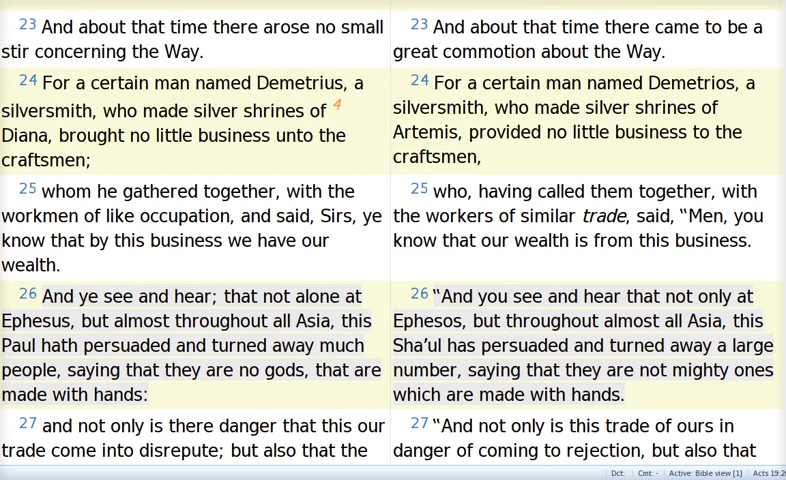 23 And about that time there arose no small
stir concerning the Way.
24 For a certain man named Demetrius, a
silversmith, who made silver shrines of 4
Diana, brought no little business unto the
craftsmen;
25 whom he gathered together, with the
workmen of like occupation, and said, Sirs, ye
know that by this business we have our
wealth.
26 And ye see and hear; that not alone at
Ephesus, but almost throughout all Asia, this
Paul hath persuaded and turned away much
people, saying that they are no gods, that are
made with hands:
27 and not only is there danger that this our
trade come into disrepute; but also that the
23 And about that time there came to be a
great commotion about the Way.
24 For a certain man named Demetrios, a
silversmith, who made silver shrines of
Artemis, provided no little business to the
craftsmen,
25 who, having called them together, with
the workers of similar trade, said, “Men, you
know that our wealth is from this business.
26 “And you see and hear that not only at
Ephesos, but throughout almost all Asia, this
Sha’ul has persuaded and turned away a large
number, saying that they are not mighty ones
which are made with hands.
27 “And not only is this trade of ours in
danger of coming to rejection, but also that
Dct: Cmt: - Active: Bible view [1] Acts 19:2